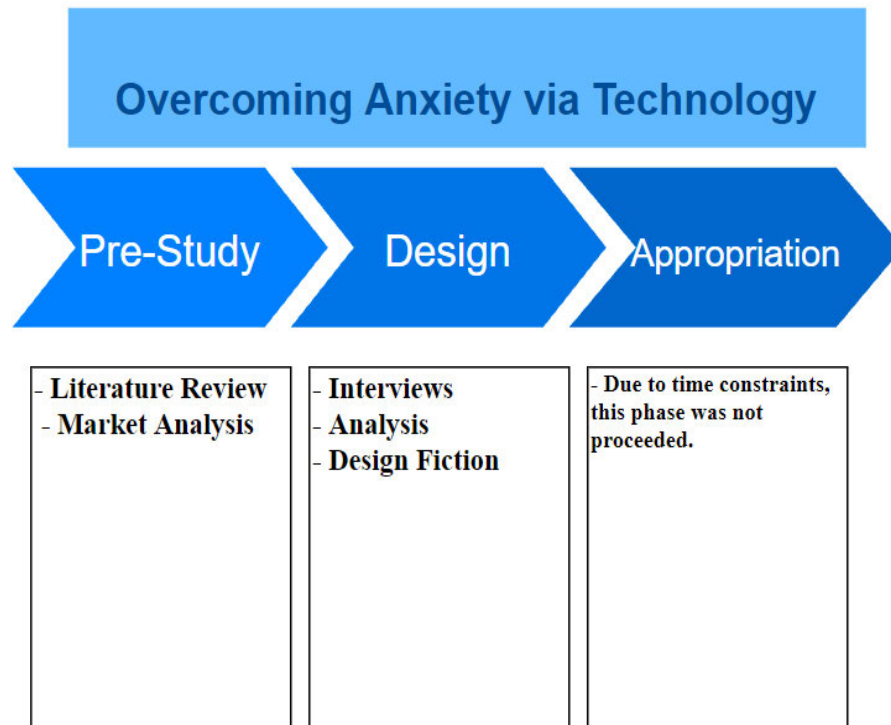 Overcoming Anxiety via Technology
Pre-Study
Design
Appropriation
- Literature Review
- Market Analysis
- Interviews
- Analysis
- Design Fiction
- Due to time constraints,
this phase was not
proceeded.